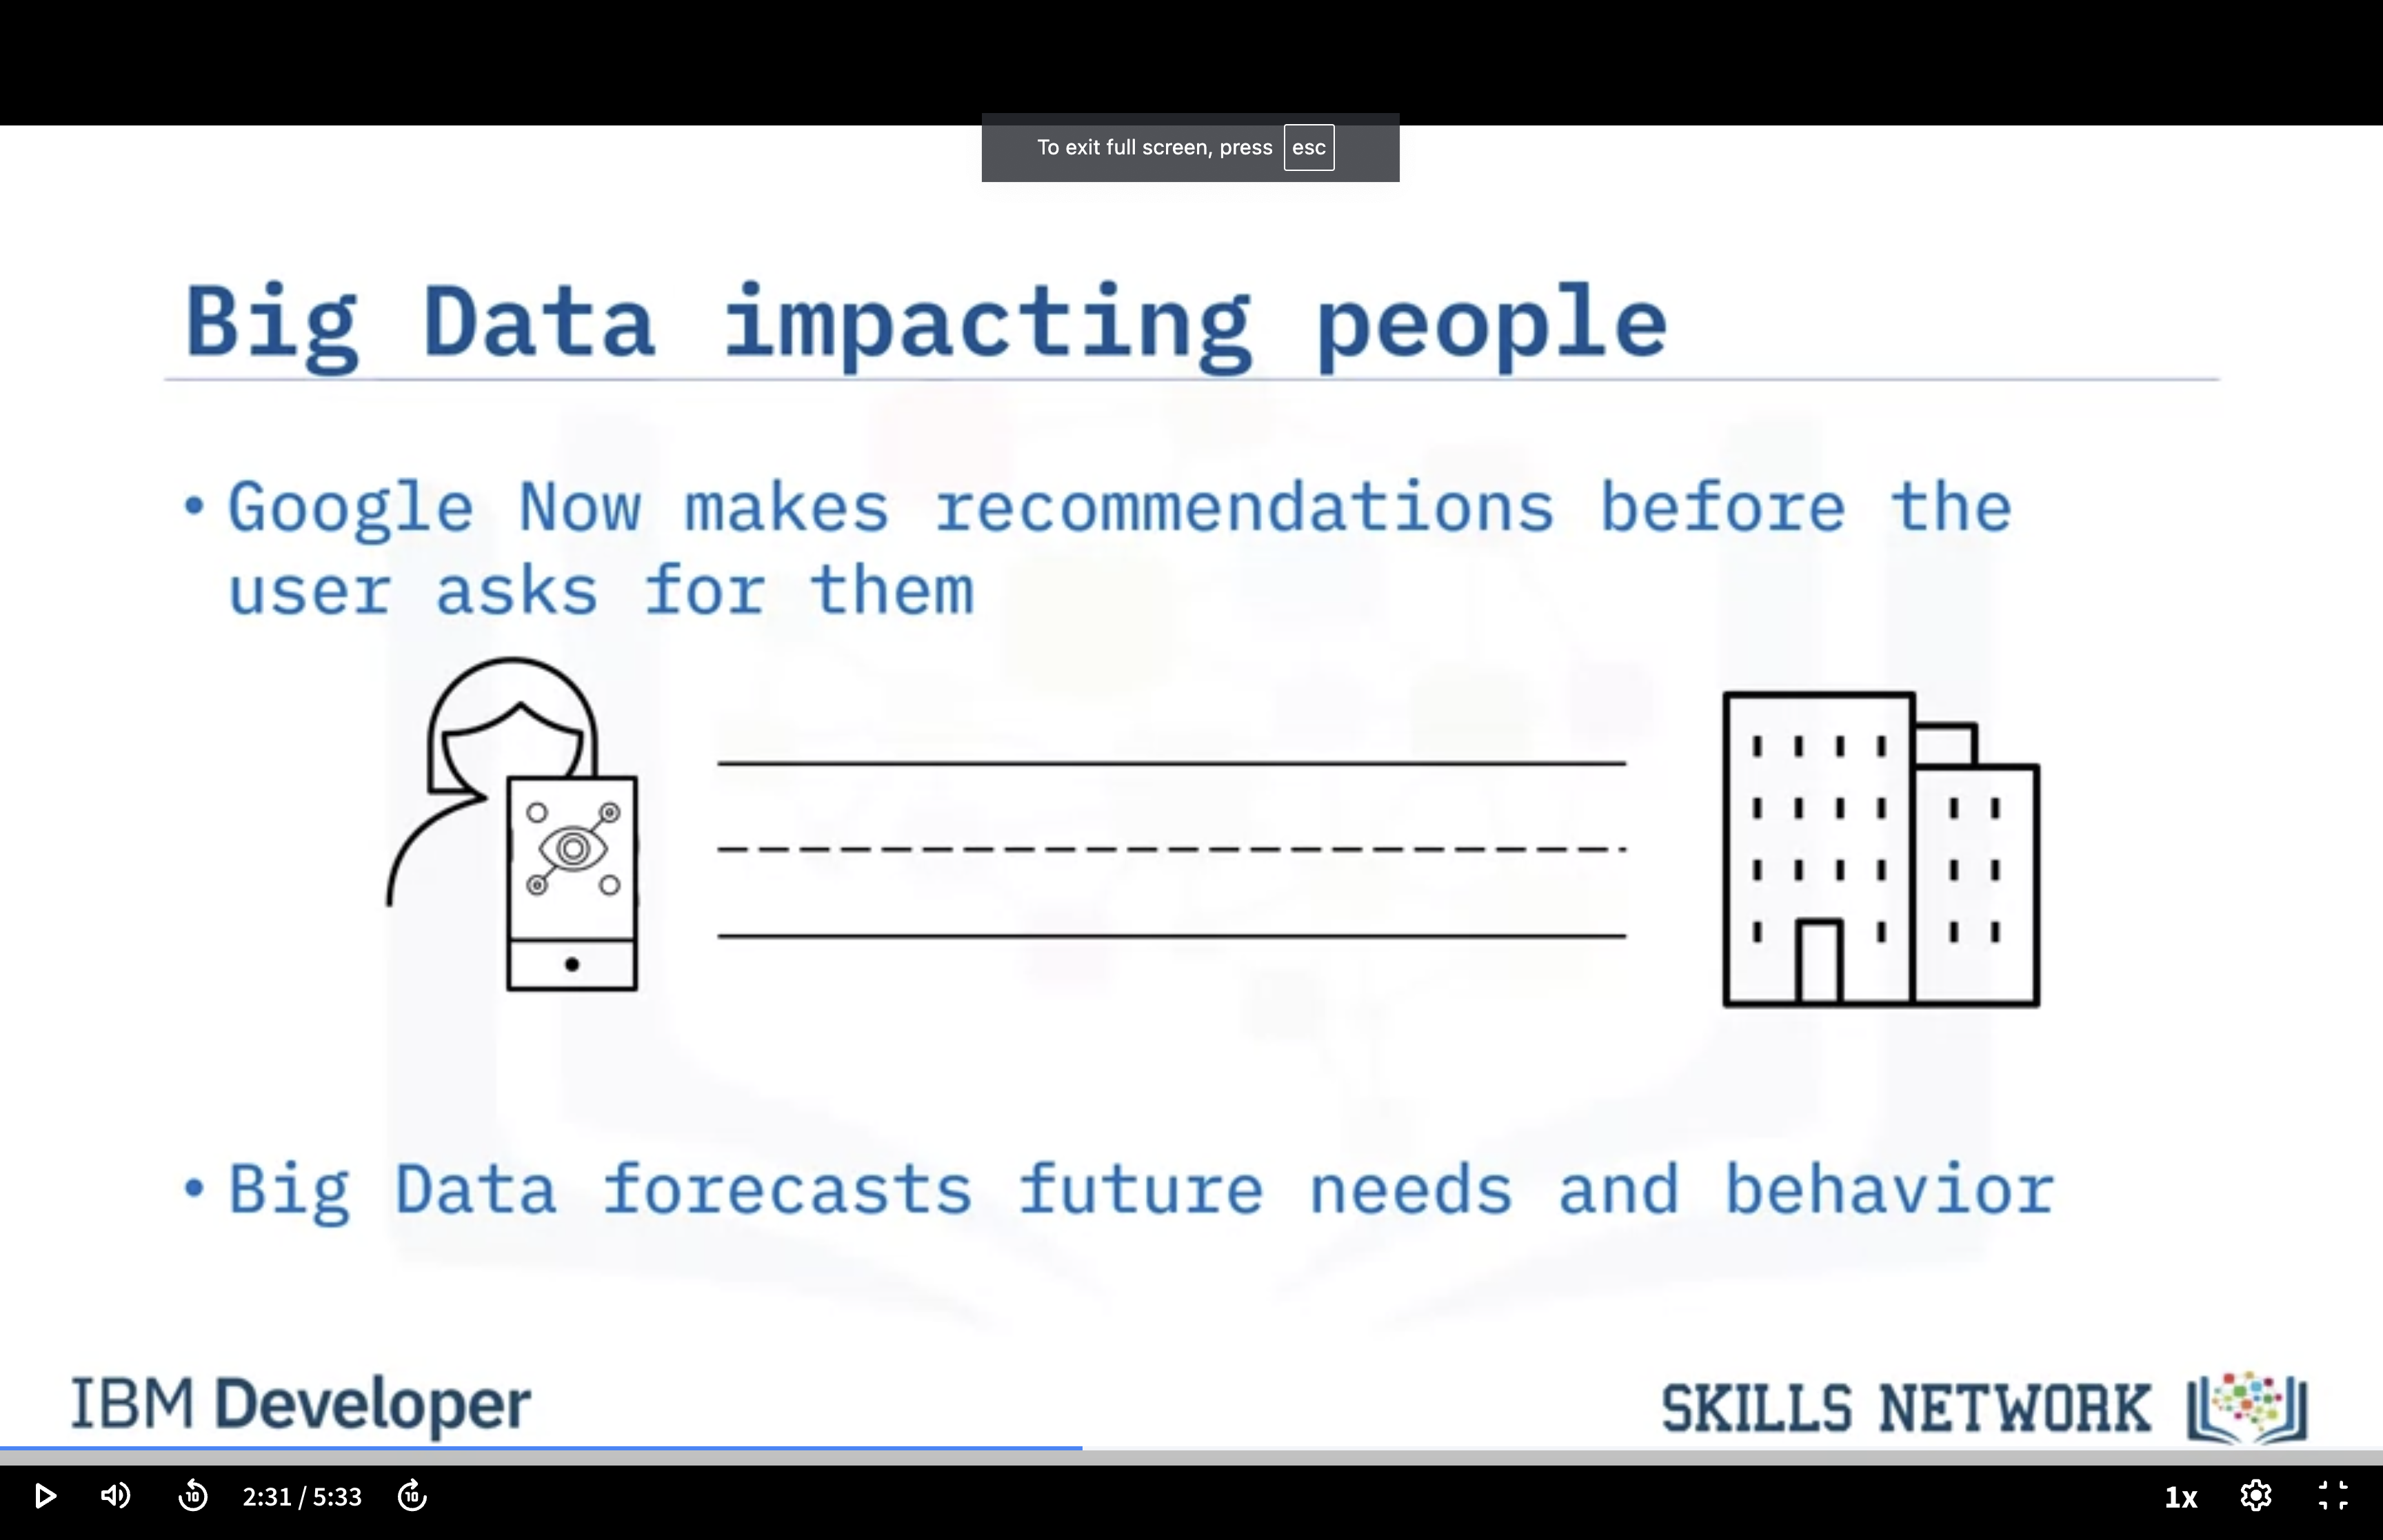 To exit full screen, press esc
Big Data impacting people
• Google Now makes recommendations before the
user asks for them
• Big Data forecasts future needs and behavior
IBM Developer
SKILLS NETWORK
10 2:31 / 5:33 10 1x